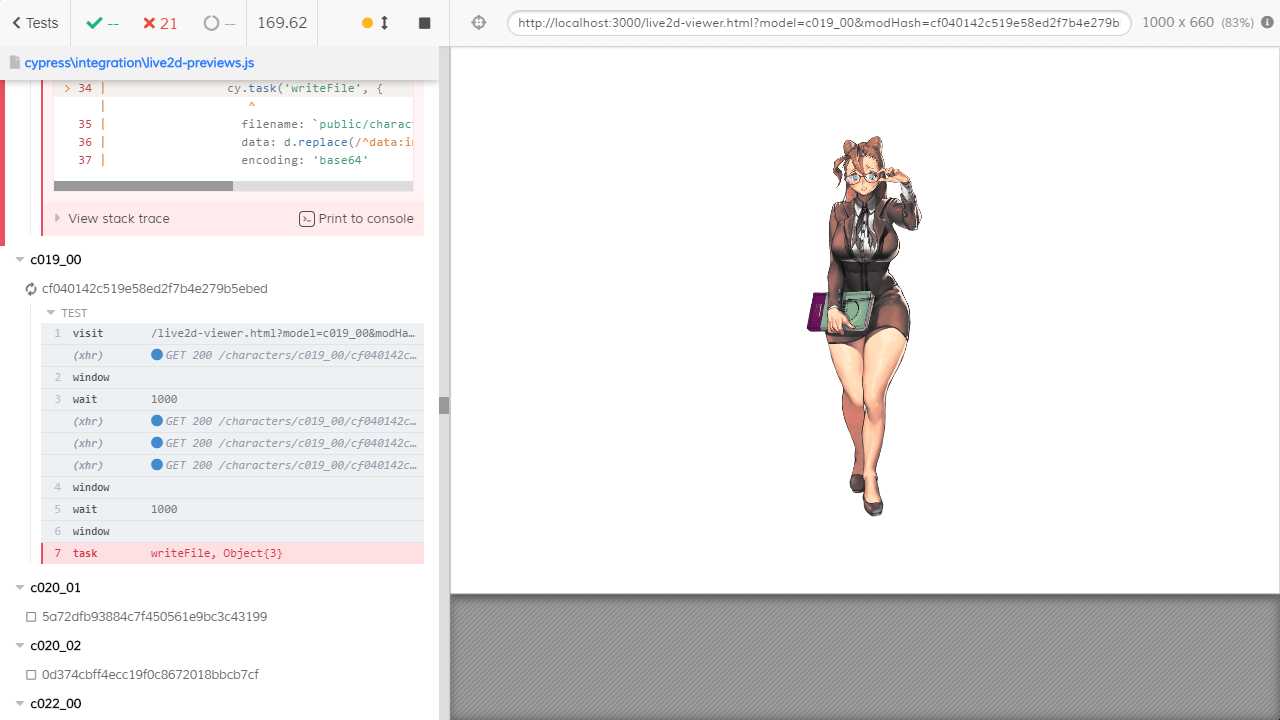 Tests
--
21
--
169.62
http://localhost:3000/live2d-viewer.html?model=c019_00&modHash=cf040142c519e58ed2f7b4e279b
1000 x 660 (83%)
cypress\integration\live2d-previews.js
> 34 | cy.task('writeFile', {
| ^
35 | filename: `public/charac
36 | data: d.replace(/^data:i
37 | encoding: 'base64'
View stack trace
Print to console
c019_00
cf040142c519e58ed2f7b4e279b5ebed
TEST
1 visit /live2d-viewer.html?model=c019_00&modHa…
(xhr) GET 200 /characters/c019_00/cf040142c…
2 window
3 wait 1000
(xhr) GET 200 /characters/c019_00/cf040142c…
(xhr) GET 200 /characters/c019_00/cf040142c…
(xhr) GET 200 /characters/c019_00/cf040142c…
4 window
5 wait 1000
6 window
7 task writeFile, Object{3}
c020_01
5a72dfb93884c7f450561e9bc3c43199
c020_02
0d374cbff4ecc19f0c8672018bbcb7cf
c022_00